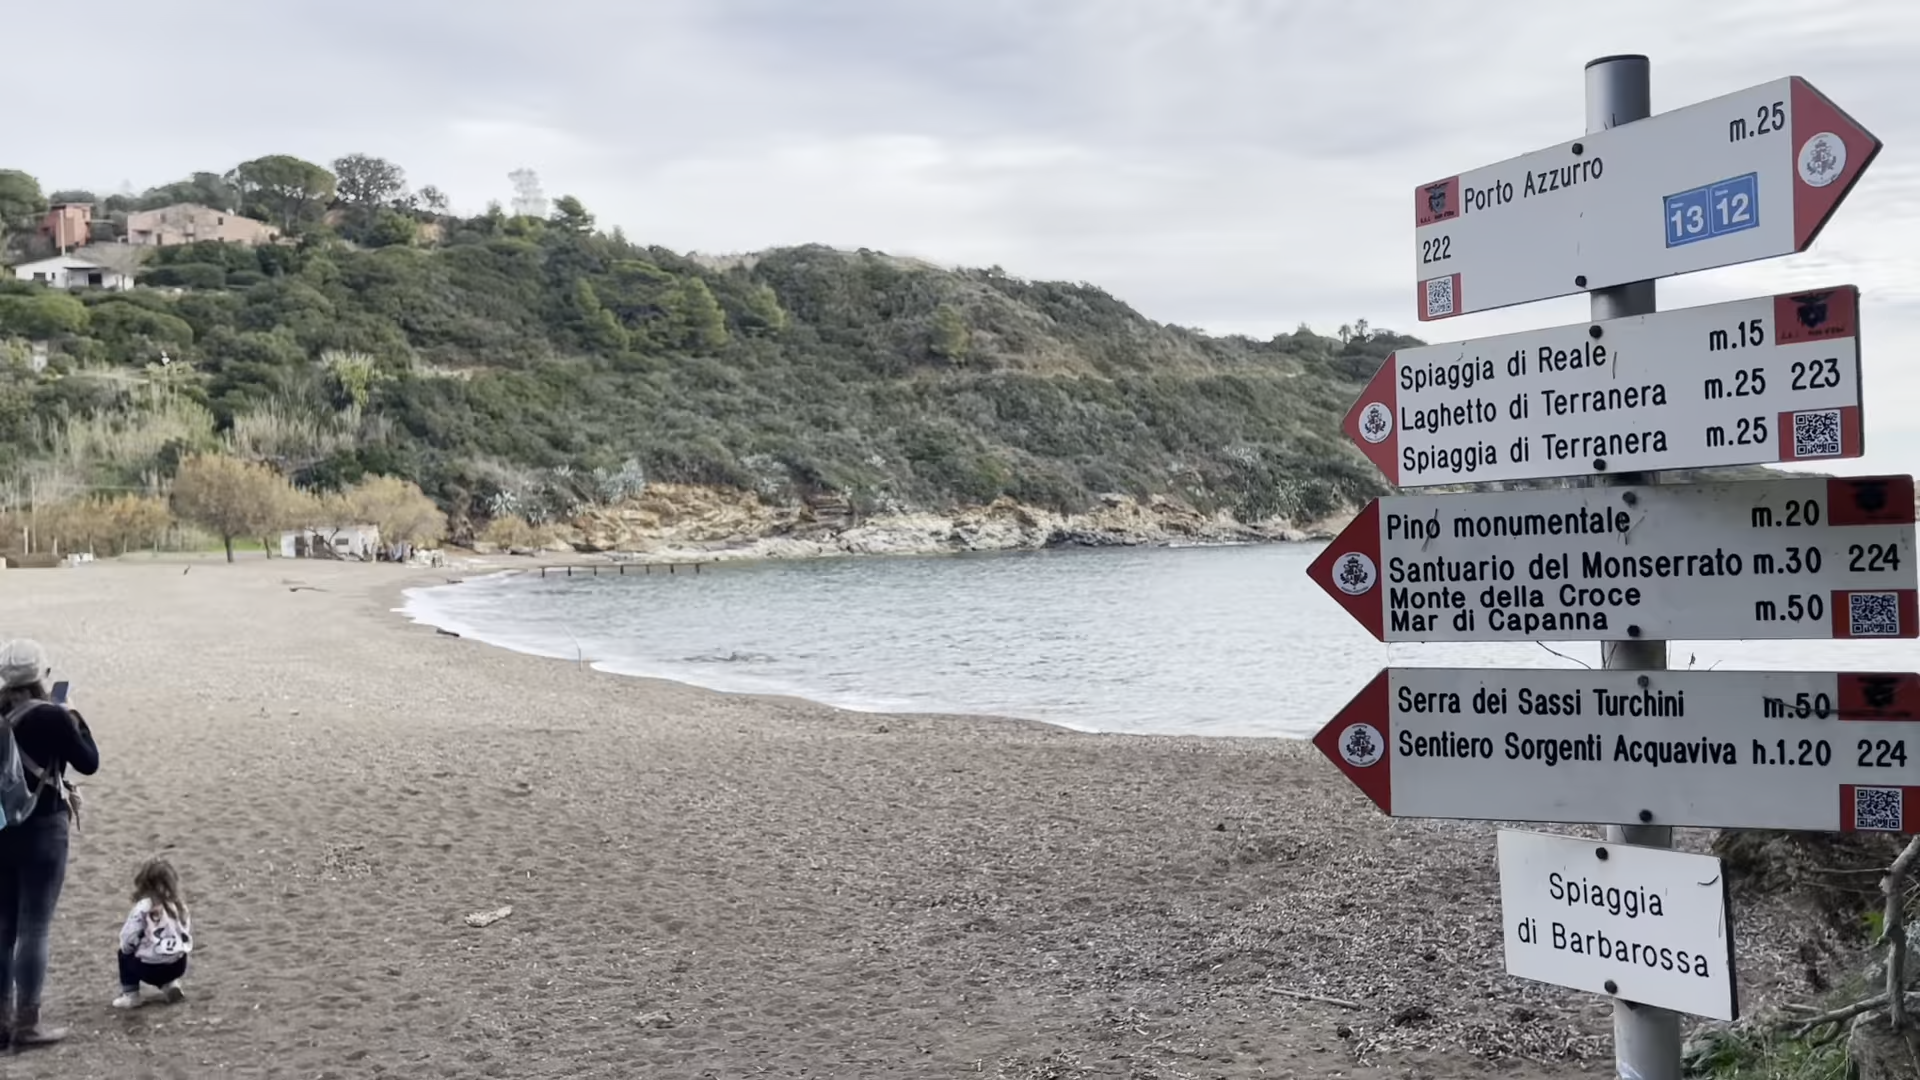 m.25
Porto Azzurro
13 12
222
Spiaggia di Reale m.15
Laghetto di Terranera m.25 223
Spiaggia di Terranera m.25
Pino monumentale m.20
Santuario del Monserrato m.30 224
Monte della Croce
Mar di Capanna m.50
Serra dei Sassi Turchini m.50
Sentiero Sorgenti Acquaviva h.1.20 224
Spiaggia
di Barbarossa